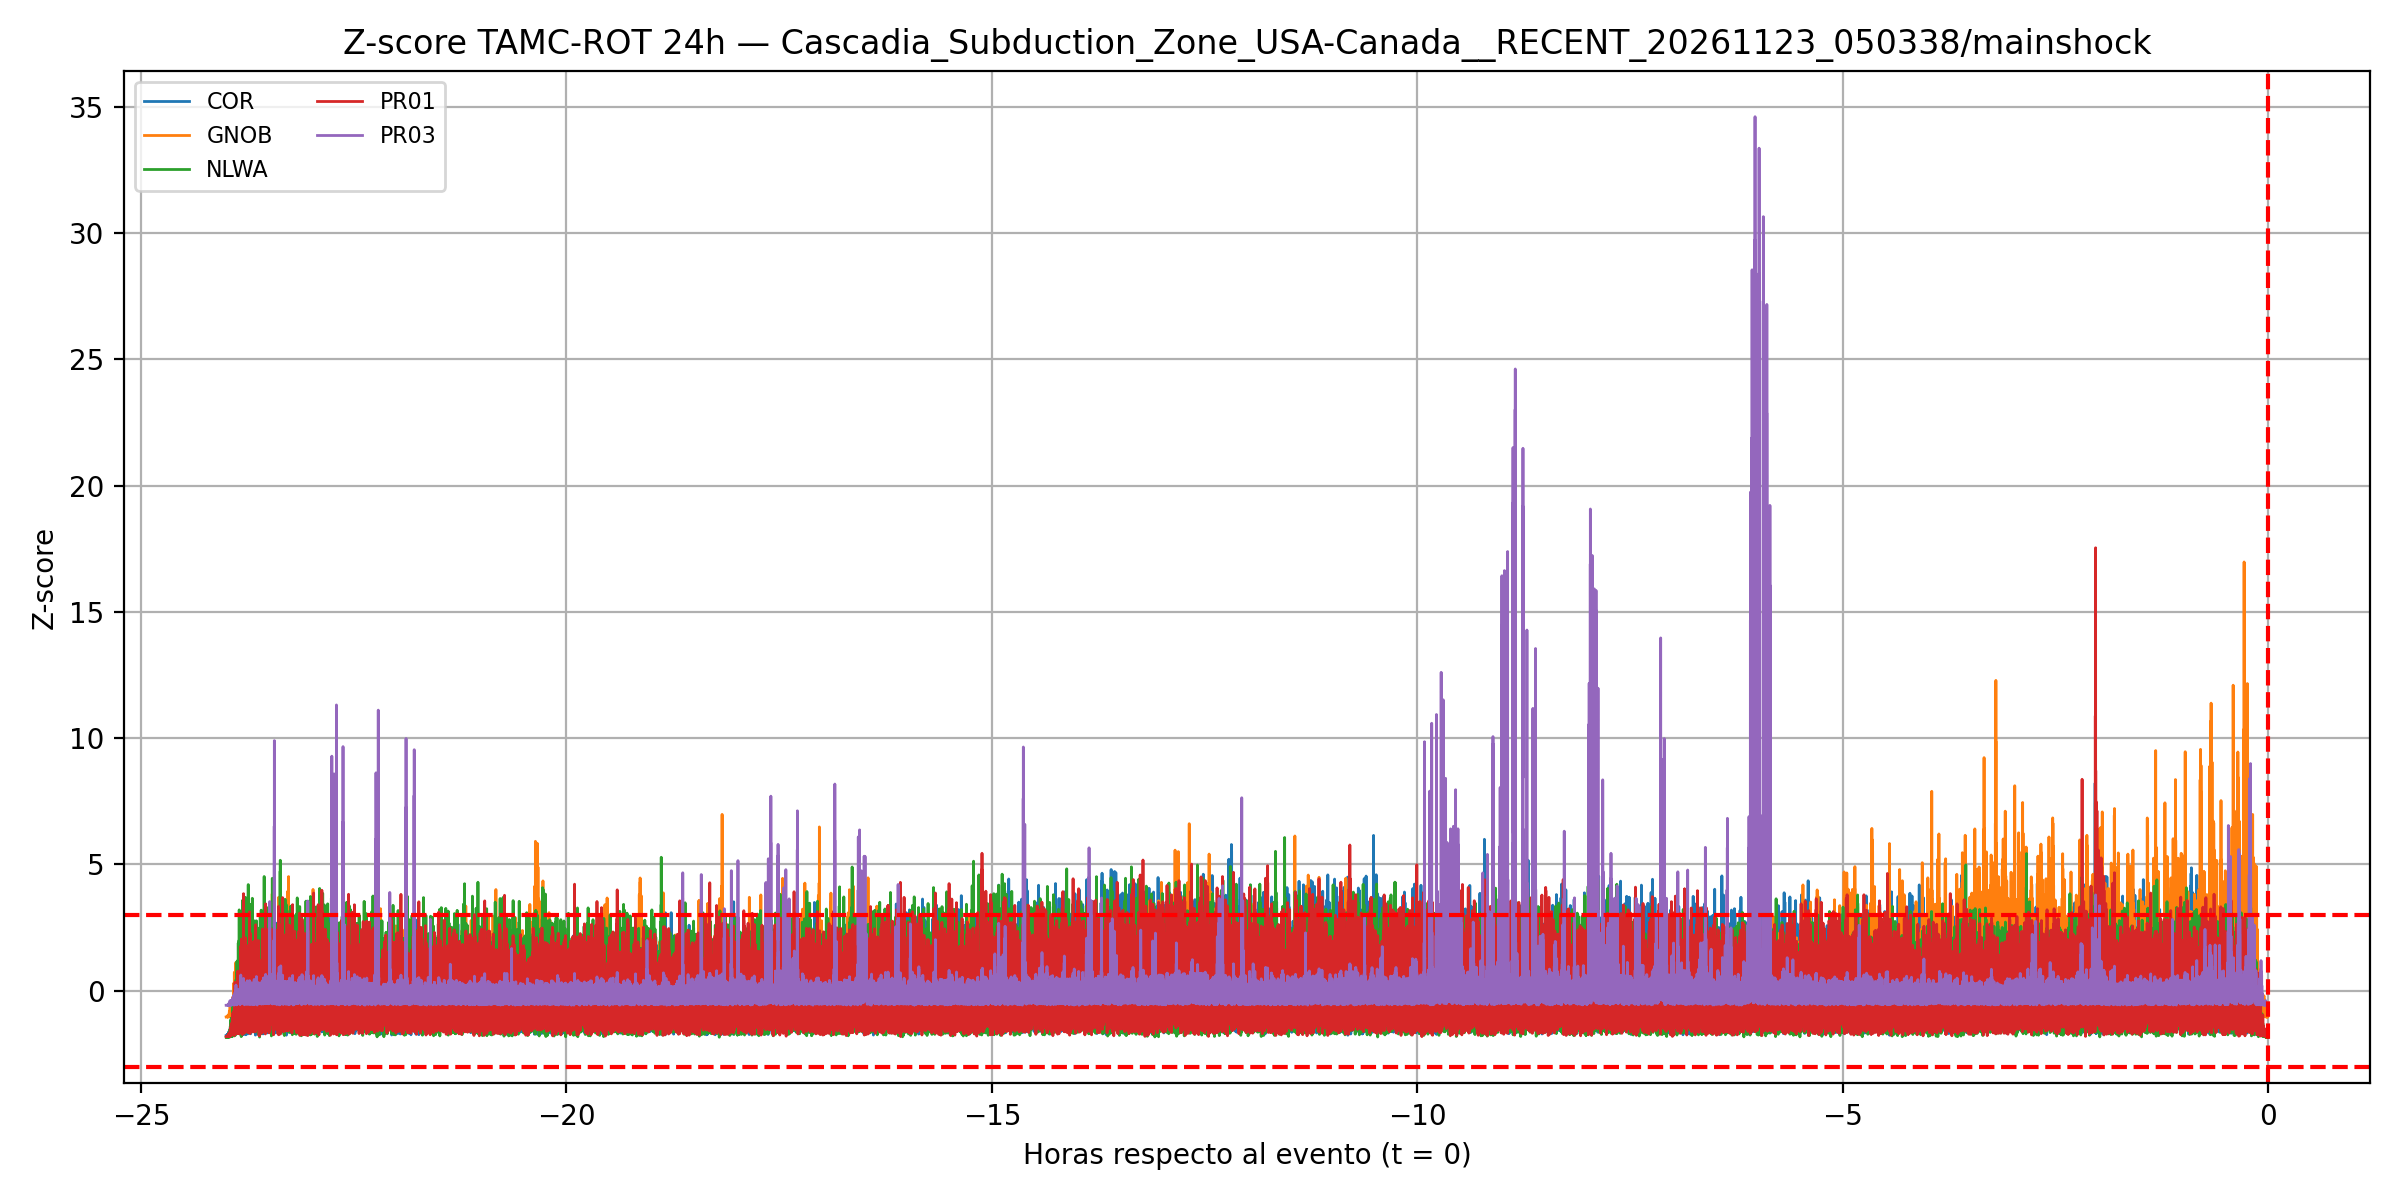 Z-score TAMC-ROT 24h — Cascadia_Subduction_Zone_USA-Canada__RECENT_20261123_050338/mainshock
COR
GNOB
NLWA
PR01
PR03
35
30
25
20
15
10
5
0
Z-score
−25
−20
−15
−10
−5
0
Horas respecto al evento (t = 0)